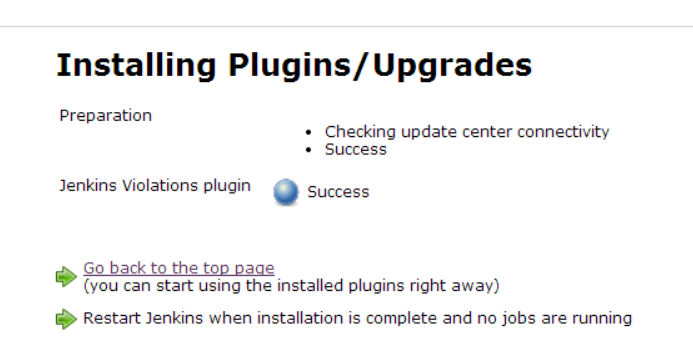 Installing Plugins/Upgrades
Preparation
Checking update center connectivity
Success
Jenkins Violations plugin Success
Go back to the top page
(you can start using the installed plugins right away)
Restart Jenkins when installation is complete and no jobs are running